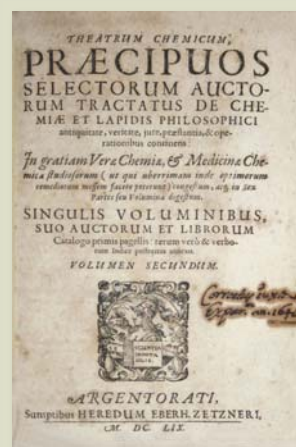 THEATRUM CHEMICUM,
PRÆCIPUOS
SELECTORUM AUCTO-
RUM TRACTATUS DE CHE-
MIÆ ET LAPIDIS PHILOSOPHICI
antiquitate, veritate, jure, præstantia, & ope-
rationibus continens
In gratiam Veræ Chemiæ, & Medicinæ Che-
micæ studiosorum (ut qui uberrimam inde optimorum
remediorum messem facere poterunt) congestum, ac in sex
Partes seu Volumina digestum.
SINGULIS VOLUMINIBUS,
SUO AUCTORUM ET LIBRORUM
Catalogo primis pagellis: rerum verò & verbo-
rum Indice postremis
VOLUMEN SECUNDUM.
ARGENTORATI,
Sumptibus HEREDUM EBERH. ZETZNERI,
M. DC. LIX.